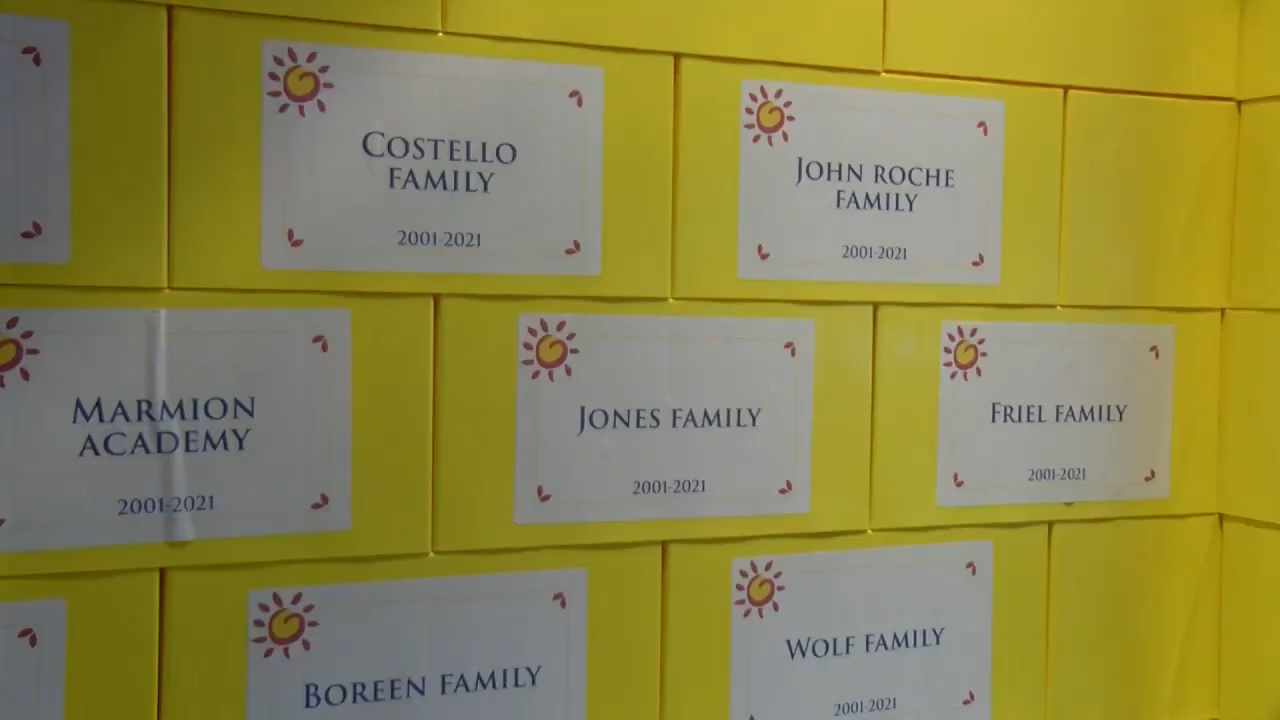 COSTELLO
FAMILY
2001-2021
JOHN ROCHE
FAMILY
2001-2021
MARMION
ACADEMY
2001-2021
JONES FAMILY
2001-2021
FRIEL FAMILY
2001-2021
BOREEN FAMILY
WOLF FAMILY
2001-2021